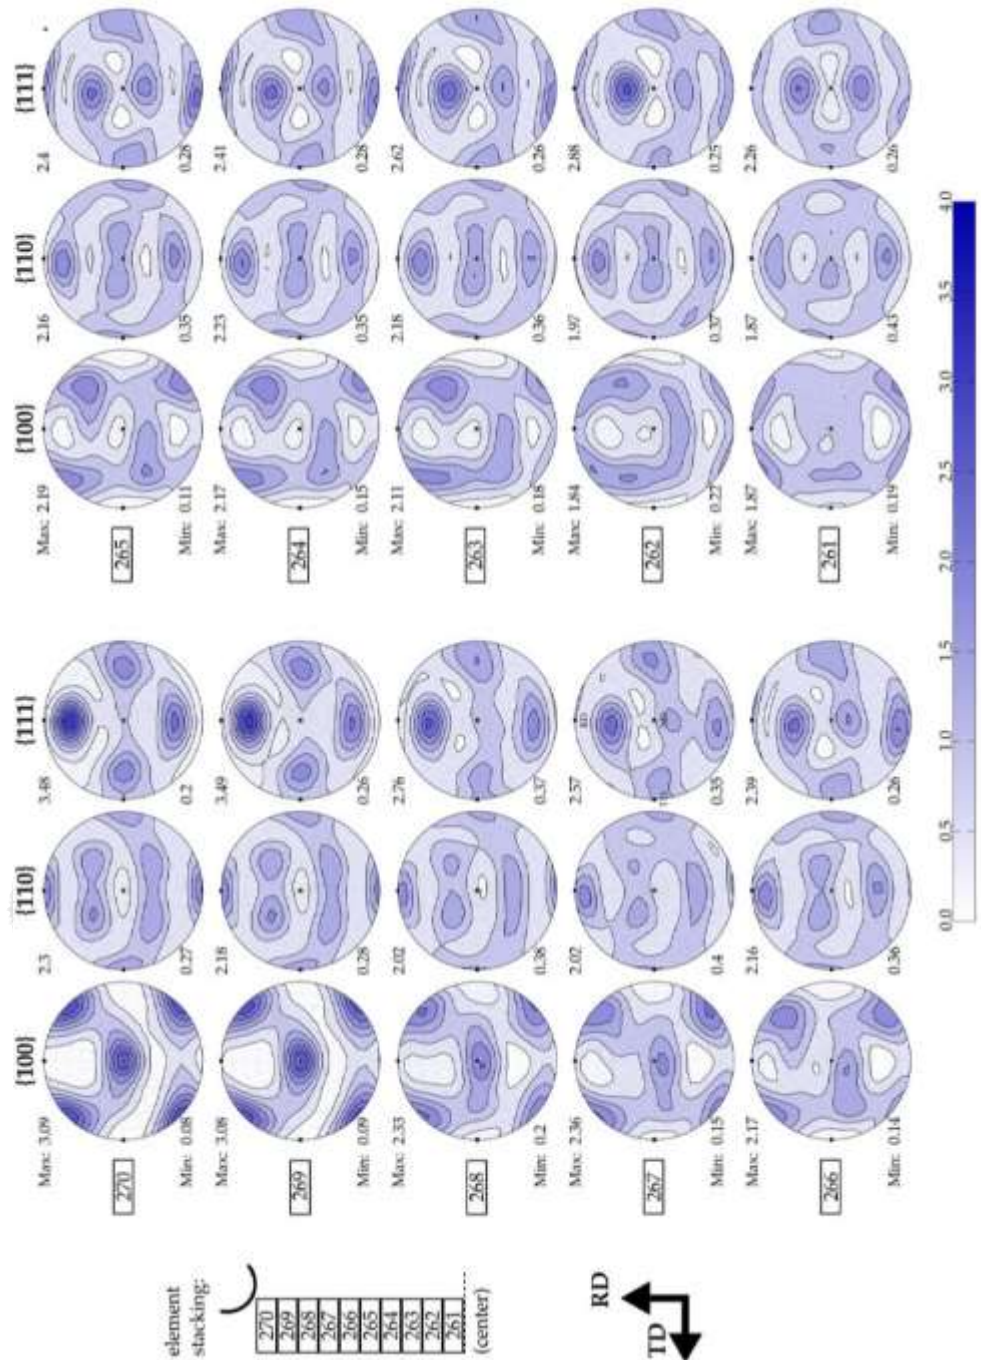 {100} {110} {111} {100} {110} {111}
element
stacking:
270
269
268
267
266
265
264
263
262
261
(center)
RD
TD
Max: 3.09 2.3 3.48
270
Min: 0.08 0.27 0.2
Max: 3.08 2.18 3.49
269
Min: 0.09 0.28 0.26
Max: 2.33 2.02 2.76
268
Min: 0.2 0.38 0.37
Max: 2.36 2.02 2.57
RD
267
Min: 0.15 0.4 0.35
Max: 2.17 2.16 2.39
266
Min: 0.14 0.36 0.26
Max: 2.19 2.16 2.4
265
Min: 0.11 0.35 0.28
Max: 2.17 2.23 2.41
264
Min: 0.15 0.35 0.28
Max: 2.11 2.18 2.62
263
Min: 0.18 0.36 0.26
Max: 1.84 1.97 2.88
262
Min: 0.22 0.37 0.25
Max: 1.87 1.87 2.26
261
Min: 0.19 0.43 0.26
0.0 0.5 1.0 1.5 2.0 2.5 3.0 3.5 4.0